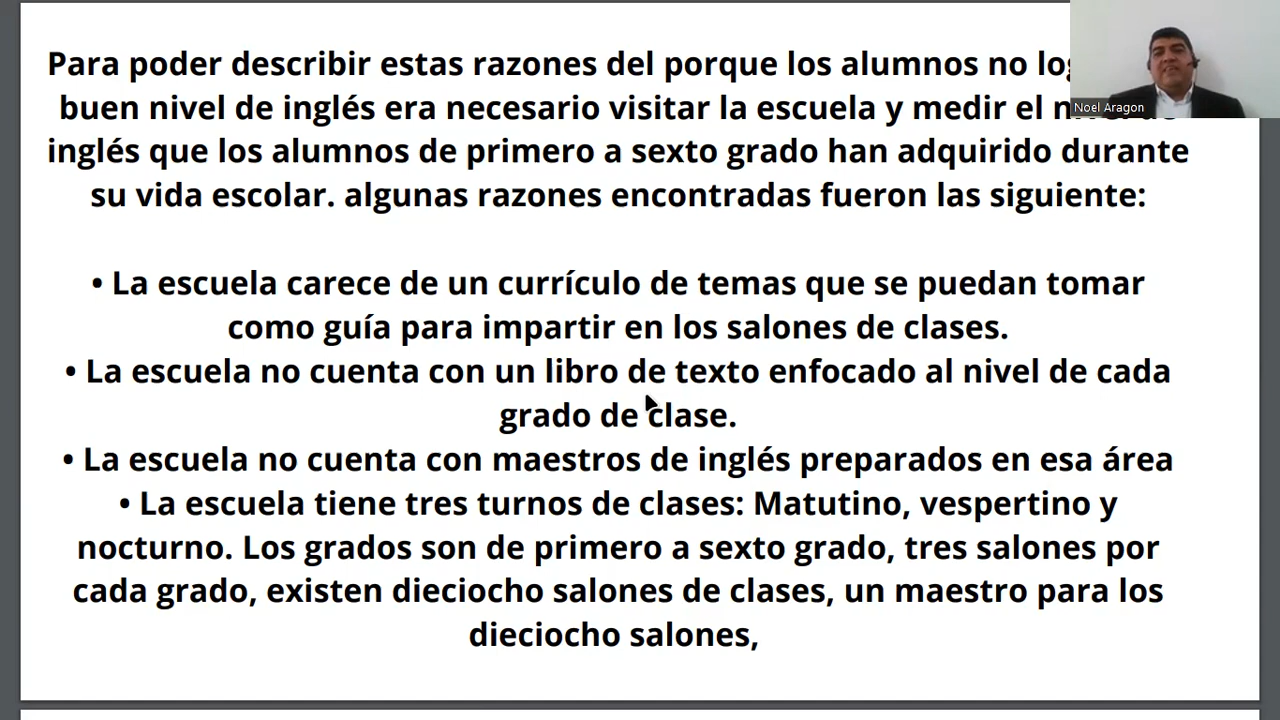 Para poder describir estas razones del porque los alumnos no
buen nivel de inglés era necesario visitar la escuela y medir el
inglés que los alumnos de primero a sexto grado han adquirido durante
su vida escolar. algunas razones encontradas fueron las siguiente:
• La escuela carece de un currículo de temas que se puedan tomar
como guía para impartir en los salones de clases.
• La escuela no cuenta con un libro de texto enfocado al nivel de cada
grado de clase.
• La escuela no cuenta con maestros de inglés preparados en esa área
• La escuela tiene tres turnos de clases: Matutino, vespertino y
nocturno. Los grados son de primero a sexto grado, tres salones por
cada grado, existen dieciocho salones de clases, un maestro para los
dieciocho salones,
Noel Aragon